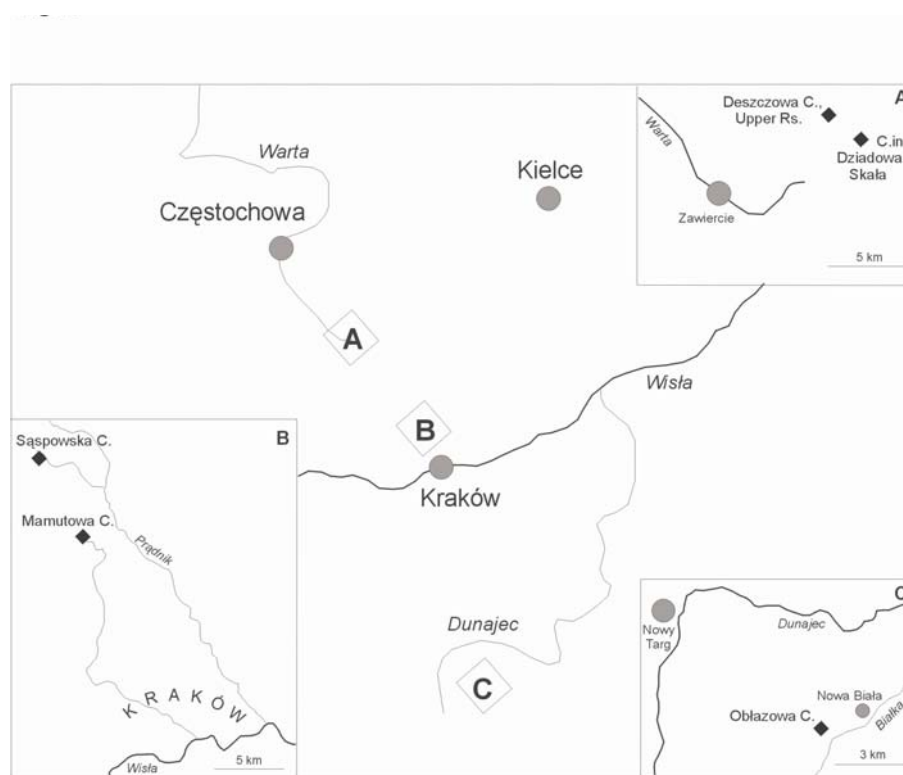 Warta
Kielce
Częstochowa
A
Wisła
B
Kraków
Dunajec
C
A
Deszczowa C.,
Upper Rs.
C.in
Dziadowa
Skała
Warta
Zawiercie
5 km
B
Sąspowska C.
Mamutowa C.
Prądnik
KRAKÓW
Wisła
5 km
C
Nowy
Targ
Dunajec
Nowa Biała
Obłazowa C.
Białka
3 km